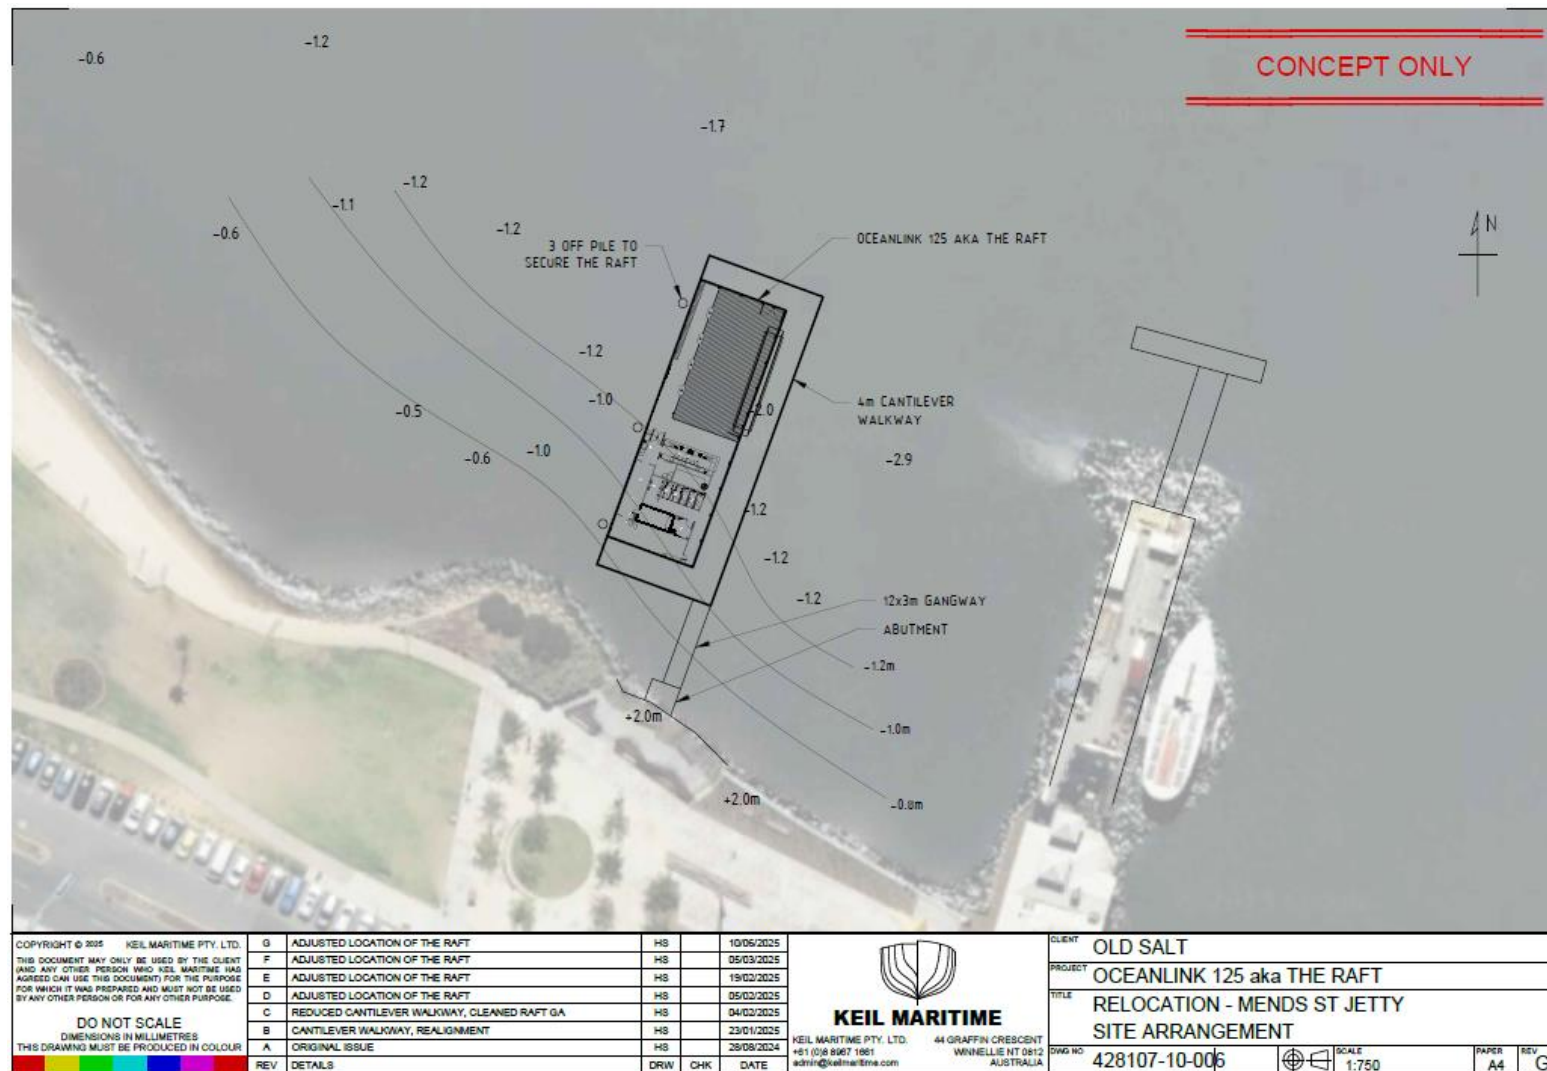 -0.6
-1.2
CONCEPT ONLY
-1.7
-1.2
-1.1
-0.6
-1.2
3 OFF PILE TO
SECURE THE RAFT
OCEANLINK 125 AKA THE RAFT
N
-1.2
-1.0
-0.5
-2.0
4m CANTILEVER
WALKWAY
-0.6
-1.0
-2.9
-1.2
-1.2
-1.2
12x3m GANGWAY
ABUTMENT
-1.2m
+2.0m
-1.0m
+2.0m
-0.8m
COPYRIGHT © 2025 KEIL MARITIME PTY. LTD.
THIS DOCUMENT MAY ONLY BE USED BY THE CLIENT
(AND ANY OTHER PERSON WHO KEIL MARITIME HAS
AGREED CAN USE THIS DOCUMENT) FOR THE PURPOSE
FOR WHICH IT WAS PREPARED AND MUST NOT BE USED
BY ANY OTHER PERSON OR FOR ANY OTHER PURPOSE.
DO NOT SCALE
DIMENSIONS IN MILLIMETRES
THIS DRAWING MUST BE PRODUCED IN COLOUR
G ADJUSTED LOCATION OF THE RAFT HS 10/06/2025
F ADJUSTED LOCATION OF THE RAFT HS 05/03/2025
E ADJUSTED LOCATION OF THE RAFT HS 19/02/2025
D ADJUSTED LOCATION OF THE RAFT HS 05/02/2025
C REDUCED CANTILEVER WALKWAY, CLEANED RAFT GA HS 04/02/2025
B CANTILEVER WALKWAY, REALIGNMENT HS 23/01/2025
A ORIGINAL ISSUE HS 28/08/2024
REV DETAILS DRW CHK DATE
KEIL MARITIME
KEIL MARITIME PTY. LTD. 44 GRAFFIN CRESCENT
+61 (0)8 8967 1661 WINNELLIE NT 0812
admin@keilmaritime.com AUSTRALIA
CLIENT OLD SALT
PROJECT OCEANLINK 125 aka THE RAFT
TITLE RELOCATION - MENDS ST JETTY
SITE ARRANGEMENT
DWG NO 428107-10-006 SCALE 1:750 PAPER A4 REV G